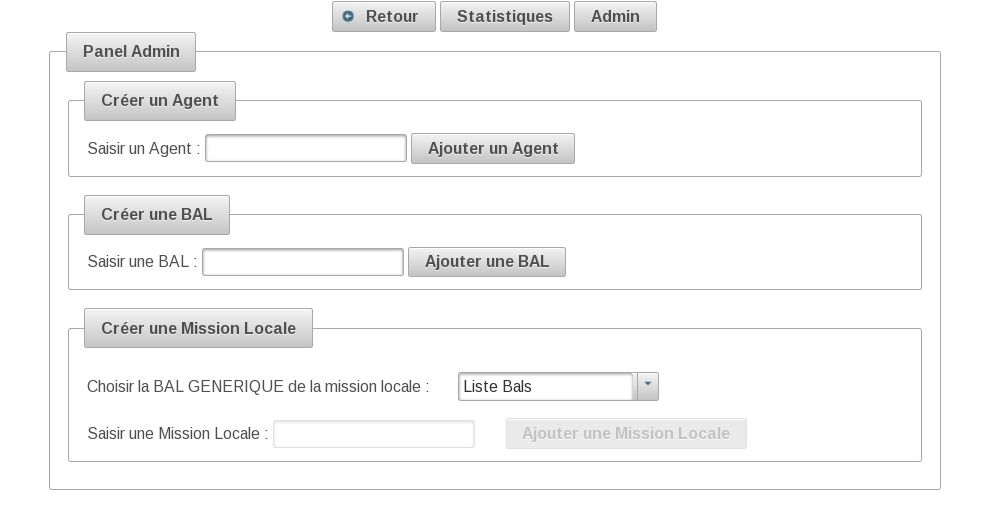 Retour Statistiques Admin
Panel Admin
Créer un Agent
Saisir un Agent : Ajouter un Agent
Créer une BAL
Saisir une BAL : Ajouter une BAL
Créer une Mission Locale
Choisir la BAL GENERIQUE de la mission locale : Liste Bals
Saisir une Mission Locale : Ajouter une Mission Locale